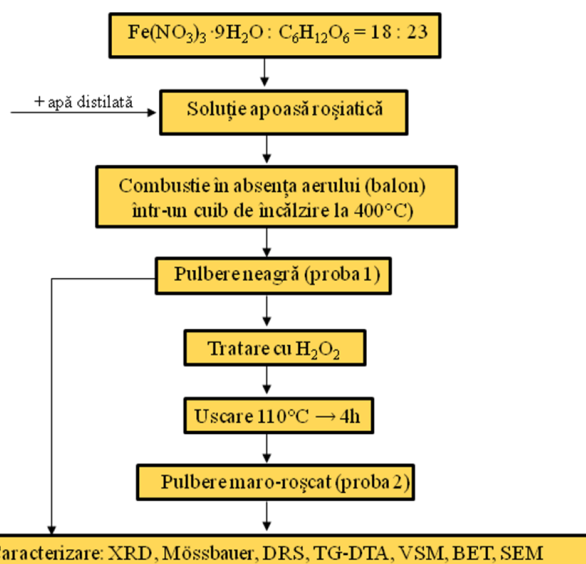 Fe(NO₃)₃·9H₂O : C₆H₁₂O₆ = 18 : 23
+ apă distilată
Soluție apoasă roșiatică
Combustie în absența aerului (balon)
într-un cuib de încălzire la 400°C)
Pulbere neagră (proba 1)
Tratare cu H₂O₂
Uscare 110°C → 4h
Pulbere maro-roșcat (proba 2)
aracterizare: XRD, Mössbauer, DRS, TG-DTA, VSM, BET, SEM